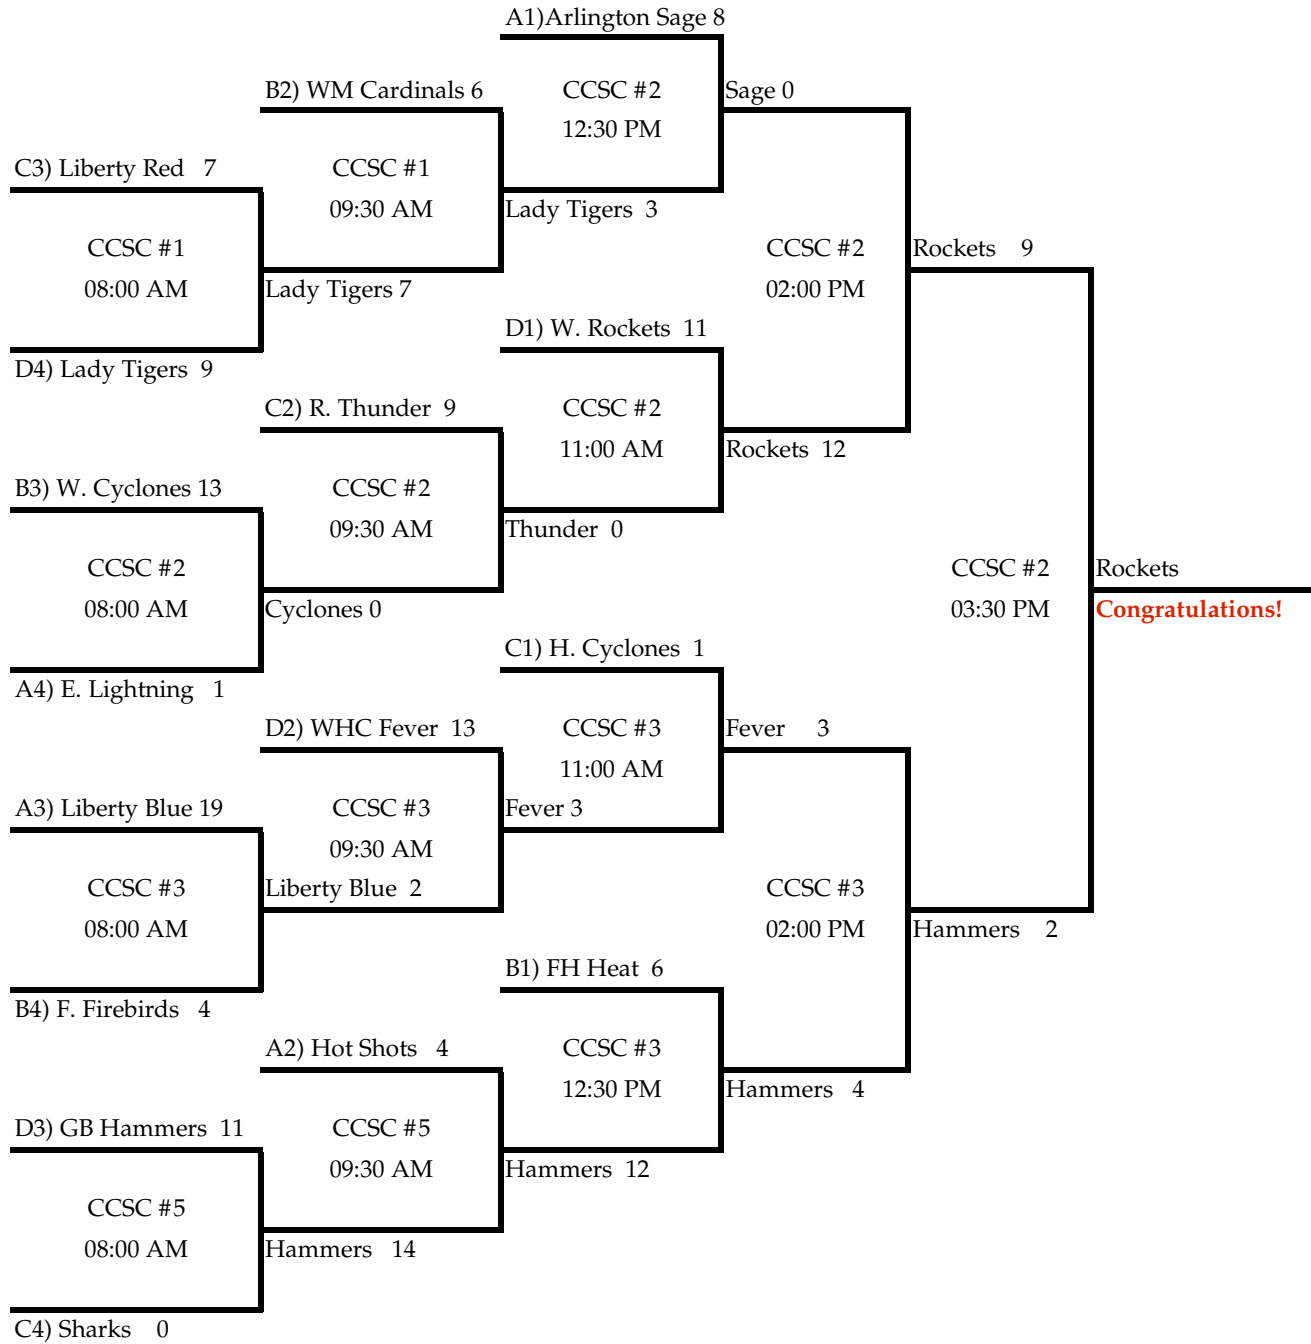 A1)Arlington Sage 8
B2) WM Cardinals 6
CCSC #2
Sage 0
12:30 PM
C3) Liberty Red 7
CCSC #1
09:30 AM
Lady Tigers 3
CCSC #1
CCSC #2
Rockets 9
08:00 AM
Lady Tigers 7
02:00 PM
D1) W. Rockets 11
D4) Lady Tigers 9
C2) R. Thunder 9
CCSC #2
11:00 AM
Rockets 12
B3) W. Cyclones 13
CCSC #2
09:30 AM
Thunder 0
CCSC #2
CCSC #2
Rockets
08:00 AM
Cyclones 0
03:30 PM
Congratulations!
C1) H. Cyclones 1
A4) E. Lightning 1
D2) WHC Fever 13
CCSC #3
Fever 3
11:00 AM
A3) Liberty Blue 19
CCSC #3
Fever 3
09:30 AM
CCSC #3
Liberty Blue 2
CCSC #3
08:00 AM
02:00 PM
Hammers 2
B1) FH Heat 6
B4) F. Firebirds 4
A2) Hot Shots 4
CCSC #3
12:30 PM
Hammers 4
D3) GB Hammers 11
CCSC #5
09:30 AM
Hammers 12
CCSC #5
08:00 AM
Hammers 14
C4) Sharks 0